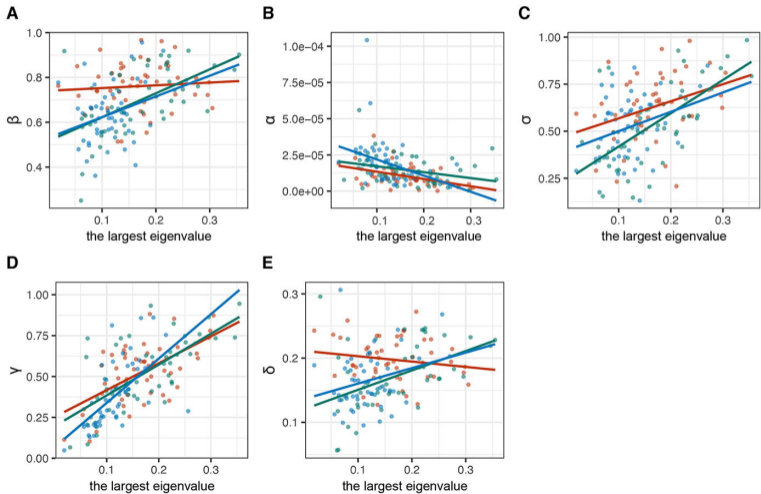 A
B
C
1.0
0.8
0.6
0.4
β
0.1
0.2
0.3
the largest eigenvalue
1.0e−04
7.5e−05
5.0e−05
2.5e−05
0.0e+00
α
0.1
0.2
0.3
the largest eigenvalue
1.00
0.75
0.50
0.25
σ
0.1
0.2
0.3
the largest eigenvalue
D
E
1.00
0.75
0.50
0.25
0.00
γ
0.1
0.2
0.3
the largest eigenvalue
0.3
0.2
0.1
δ
0.1
0.2
0.3
the largest eigenvalue